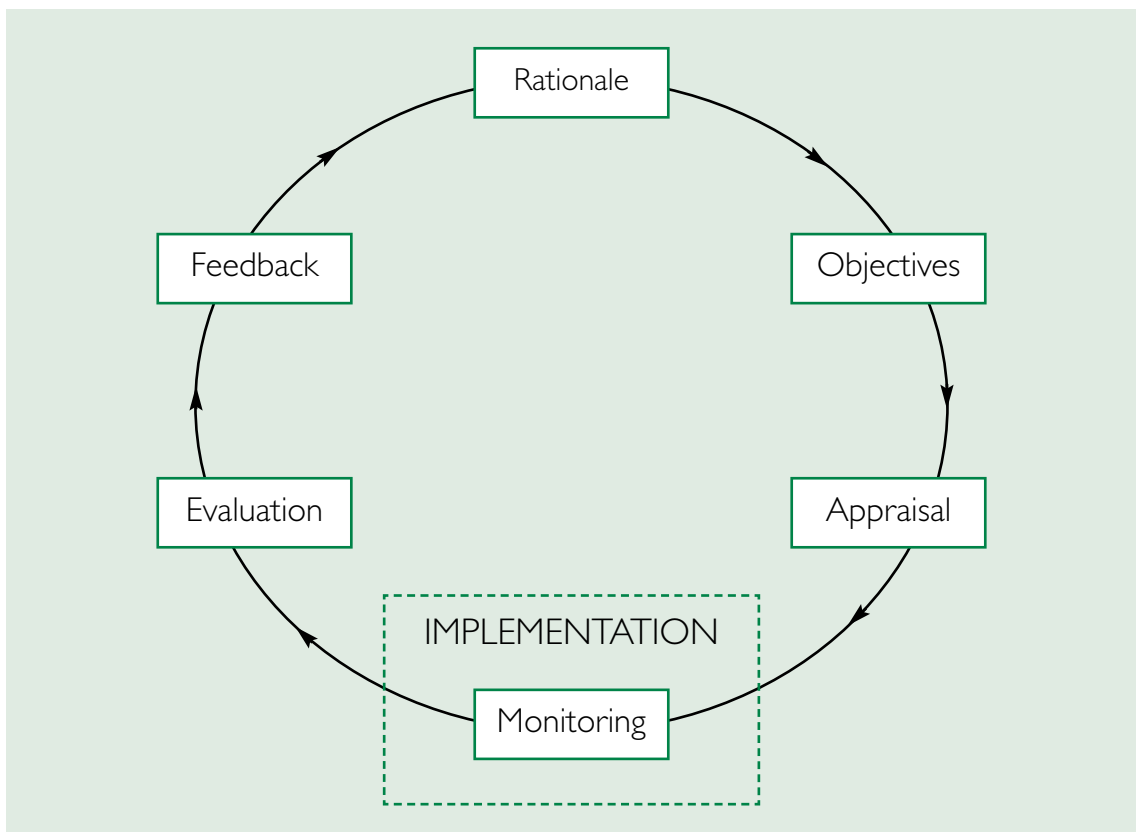 Rationale
Feedback
Objectives
Evaluation
Appraisal
IMPLEMENTATION
Monitoring